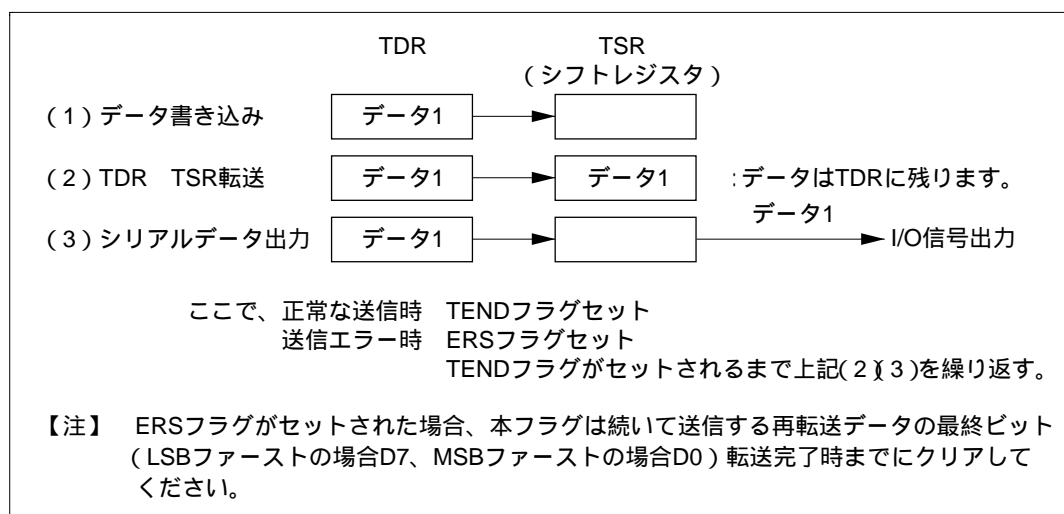 TDR TSR
(シフトレジスタ)
(1)データ書き込み データ1
(2)TDR TSR転送 データ1 データ1 :データはTDRに残ります。
データ1
(3)シリアルデータ出力 データ1 I/O信号出力
ここで、正常な送信時 TENDフラグセット
送信エラー時 ERSフラグセット
TENDフラグがセットされるまで上記(2)(3)を繰り返す。
【注】 ERSフラグがセットされた場合、本フラグは続いて送信する再転送データの最終ビット
(LSBファーストの場合D7、MSBファーストの場合D0)転送完了時までにクリアして
ください。